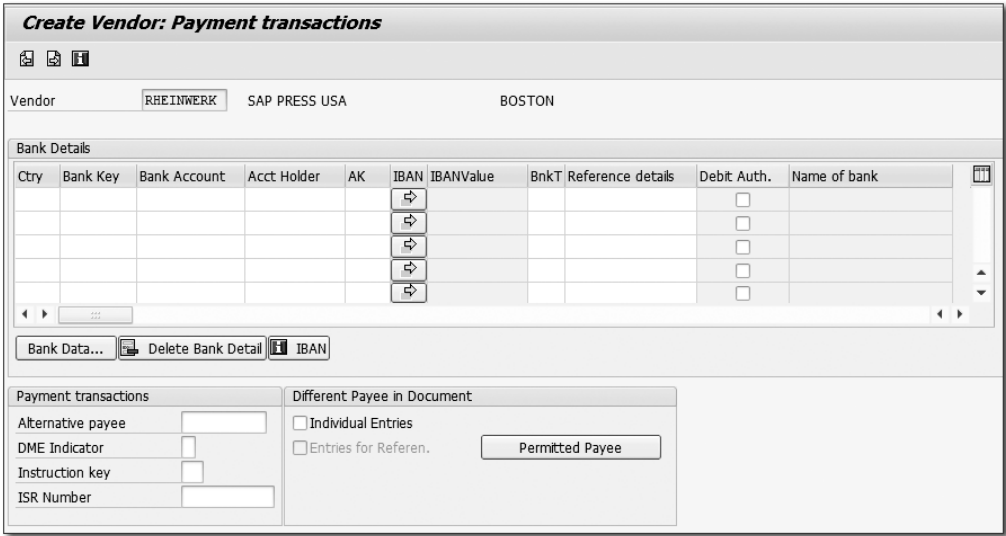 Create Vendor: Payment transactions
Vendor RHEINWERK SAP PRESS USA BOSTON
Bank Details
Ctry Bank Key Bank Account Acct Holder AK IBAN IBANValue BnkT Reference details Debit Auth. Name of bank
Bank Data... Delete Bank Detail IBAN
Payment transactions Different Payee in Document
Alternative payee Individual Entries
DME Indicator Entries for Referen. Permitted Payee
Instruction key
ISR Number